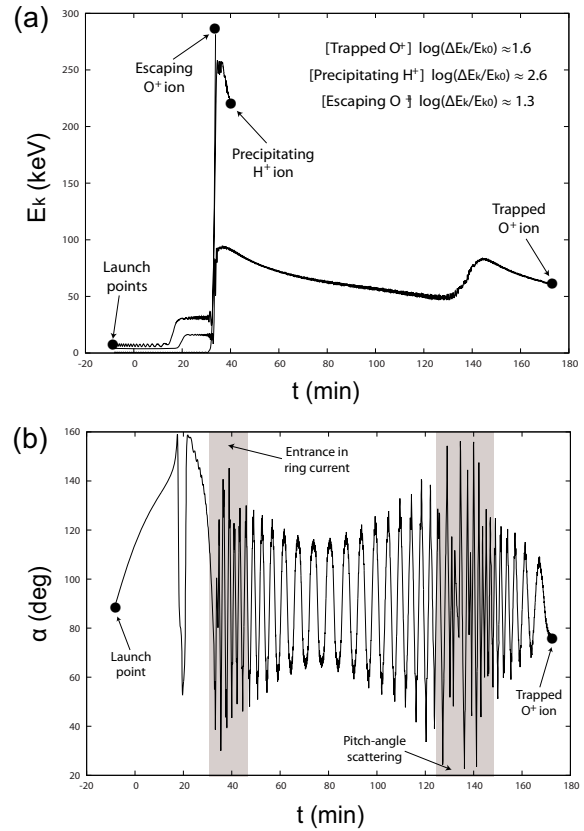 (a)
300
250
200
150
100
50
0
Ek (keV)
Escaping
O+ ion
[Trapped O+] log(ΔEk/Ek0) ≈1.6
[Precipitating H+] log(ΔEk/Ek0) ≈ 2.6
[Escaping O +] log(ΔEk/Ek0) ≈ 1.3
Precipitating
H+ ion
Trapped
O+ ion
Launch
points
-20 0 20 40 60 80 100 120 140 160 180
t (min)
(b)
160
140
120
100
80
60
40
20
α (deg)
Entrance in
ring current
Launch
point
Trapped
O+ ion
Pitch-angle
scattering
-20 0 20 40 60 80 100 120 140 160 180
t (min)